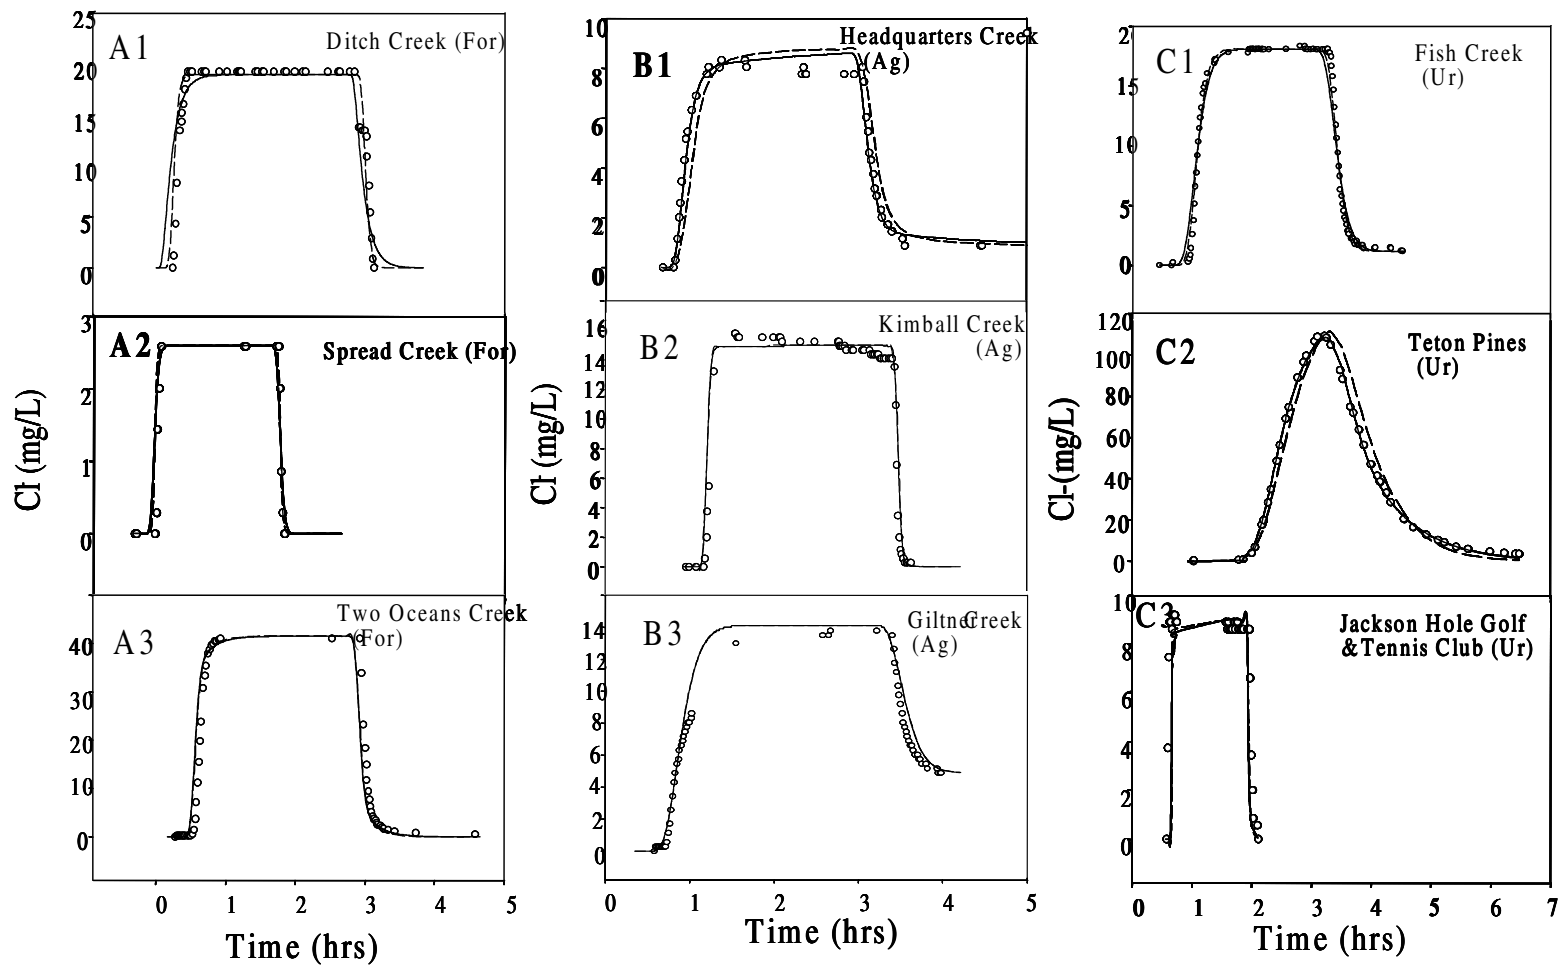 25
20
15
10
5
0
A1
Ditch Creek (For)
3
2
1
0
A2
Spread Creek (For)
40
30
20
10
0
A3
Two Oceans Creek
(For)
Cl- (mg/L)
0 1 2 3 4 5
Time (hrs)
10
8
6
4
2
0
B1
Headquarters Creek
(Ag)
16
14
12
10
8
6
4
2
0
B2
Kimball Creek
(Ag)
14
12
10
8
6
4
2
0
B3
Giltner Creek
(Ag)
Cl- (mg/L)
0 1 2 3 4 5
Time (hrs)
2
15
10
5
0
C1
Fish Creek
(Ur)
120
100
80
60
40
20
0
C2
Teton Pines
(Ur)
10
8
6
4
2
0
C3
Jackson Hole Golf
&Tennis Club (Ur)
Cl-(mg/L)
0 1 2 3 4 5 6 7
Time (hrs)